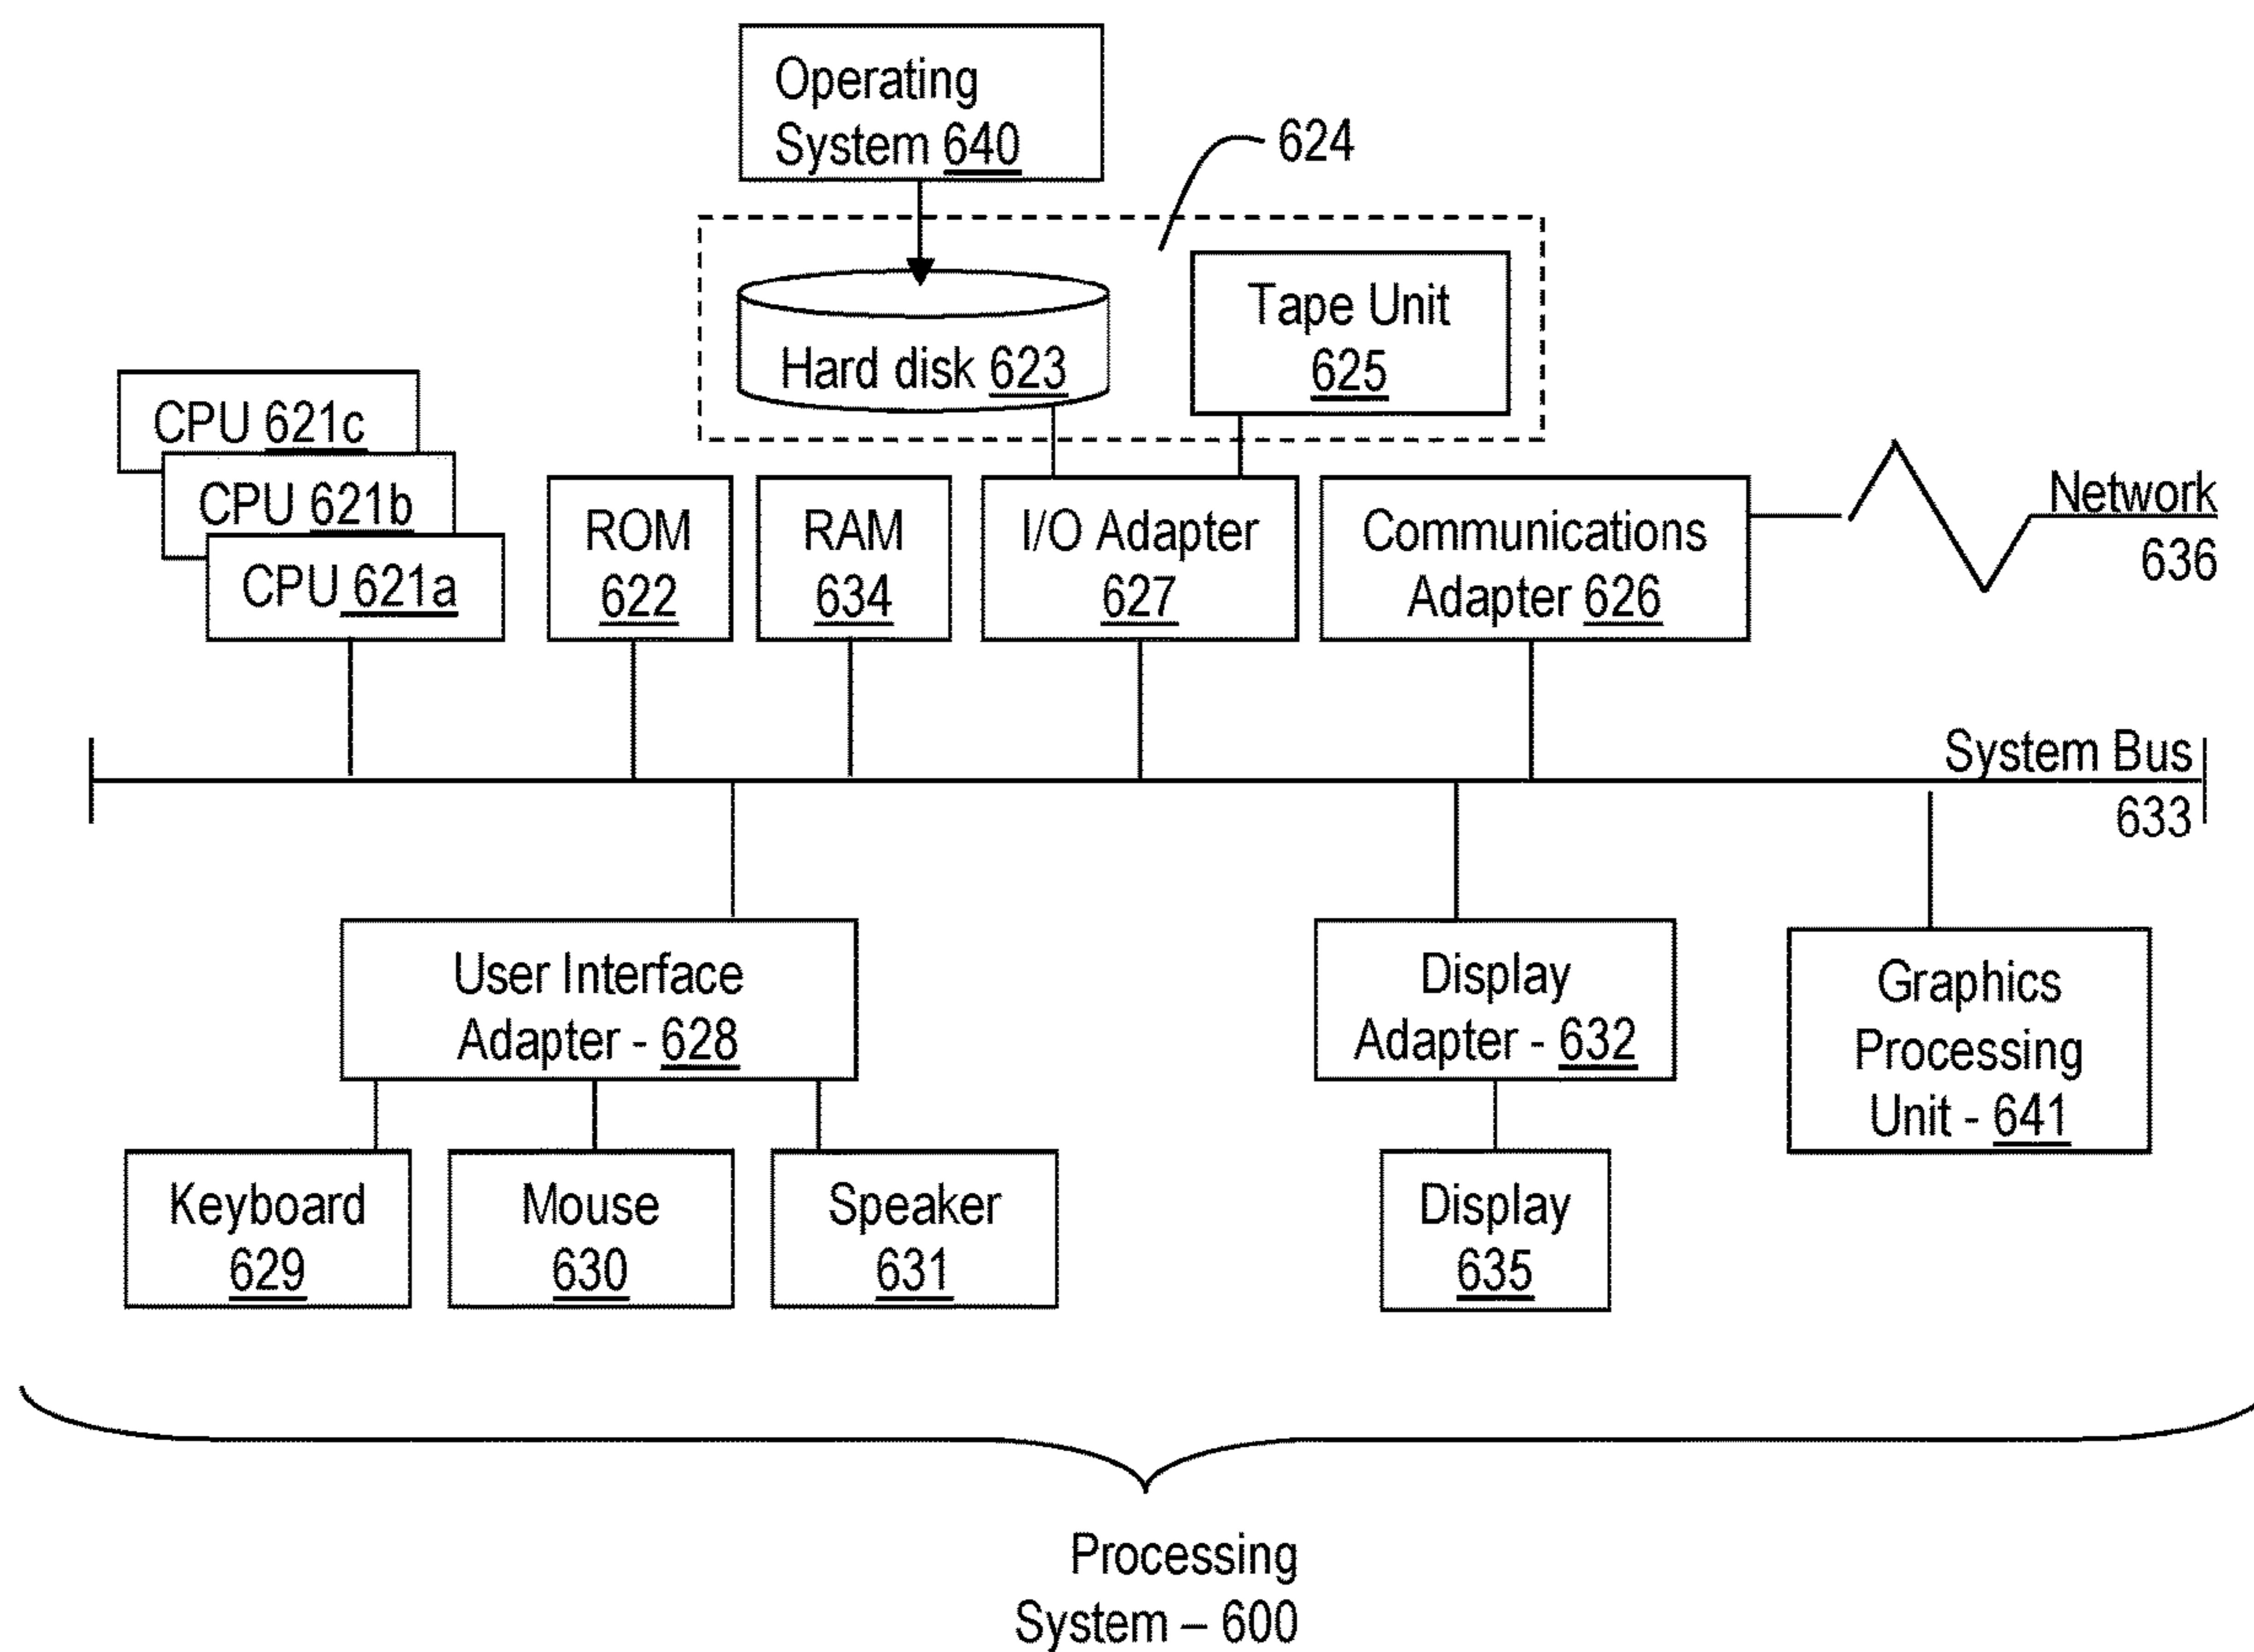 Operating
System 640
624
Hard disk 623
Tape Unit
625
CPU 621c
CPU 621b
CPU 621a
ROM
622
RAM
634
I/O Adapter
627
Communications
Adapter 626
Network
636
System Bus
633
User Interface
Adapter - 628
Display
Adapter - 632
Graphics
Processing
Unit - 641
Keyboard
629
Mouse
630
Speaker
631
Display
635
Processing
System – 600